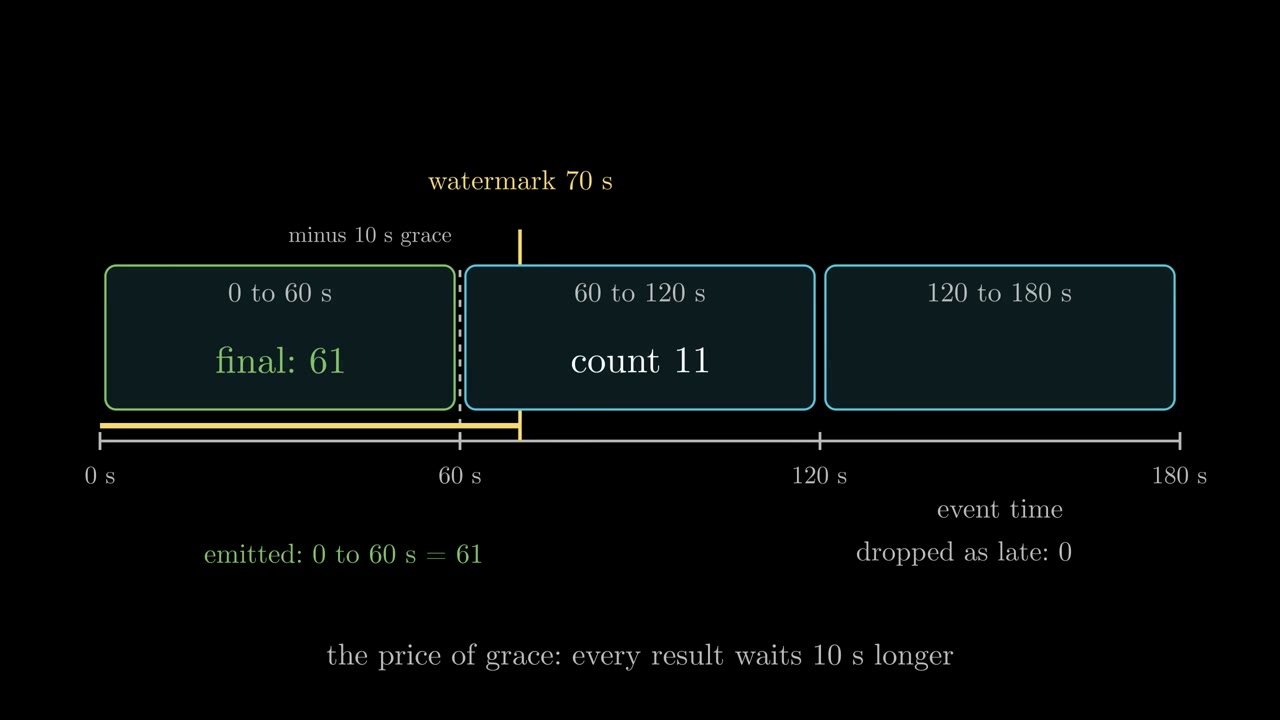 watermark 70 s
minus 10 s grace
0 to 60 s
60 to 120 s
120 to 180 s
final: 61
count 11
0 s
60 s
120 s
180 s
event time
emitted: 0 to 60 s = 61
dropped as late: 0
the price of grace: every result waits 10 s longer